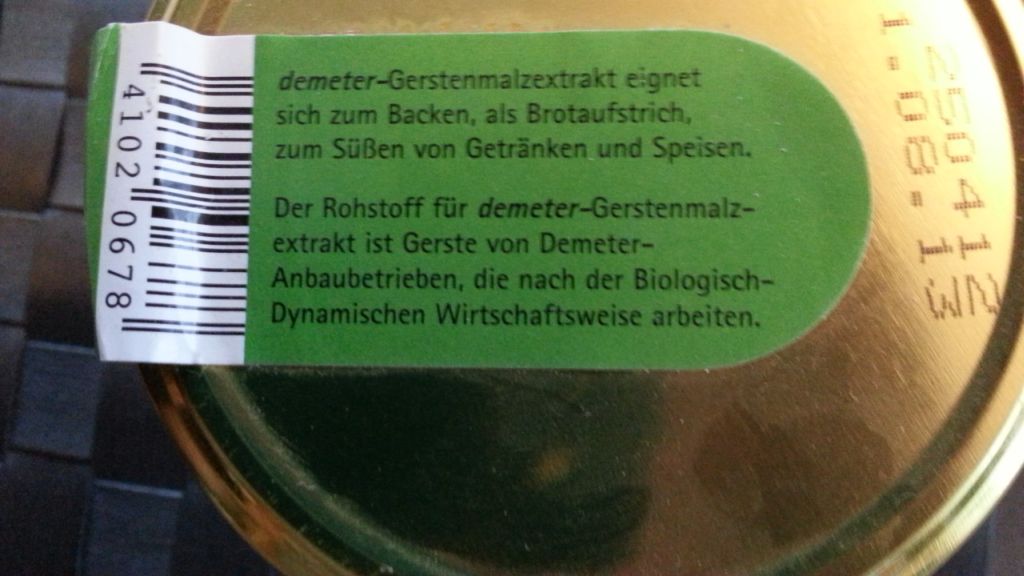 demeter-Gerstenmalzextrakt eignet
sich zum Backen, als Brotaufstrich,
zum Süßen von Getränken und Speisen.
Der Rohstoff für demeter-Gerstenmalz-
extrakt ist Gerste von Demeter-
Anbaubetrieben, die nach der Biologisch-
Dynamischen Wirtschaftsweise arbeiten.
4102 0678